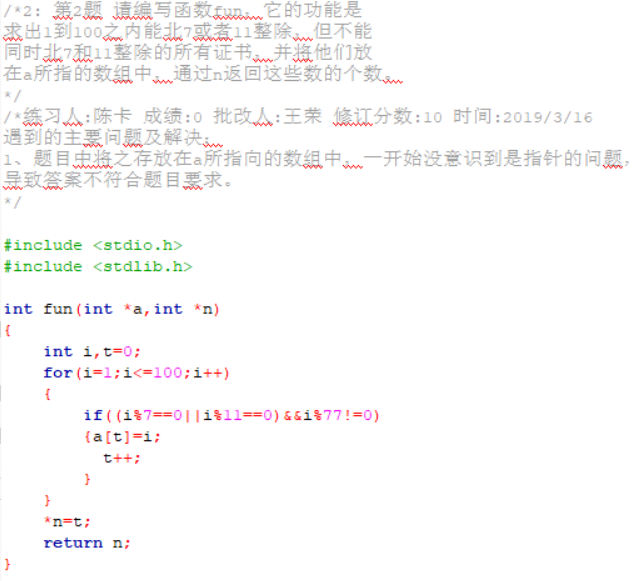 /*2: 第2题 请编写函数fun,它的功能是
求出1到100之内能北7或者11整除,但不能
同时北7和11整除的所有证书,并将他们放
在a所指的数组中,通过n返回这些数的个数。
*/
/*练习人:陈卡 成绩:0 批改人:王荣 修订分数:10 时间:2019/3/16
遇到的主要问题及解决:
1、题目中将之存放在a所指向的数组中,一开始没意识到是指针的问题,
导致答案不符合题目要求。
*/
#include <stdio.h>
#include <stdlib.h>
int fun(int *a,int *n)
{
int i,t=0;
for(i=1;i<=100;i++)
{
if((i%7==0||i%11==0)&&i%77!=0)
{a[t]=i;
t++;
}
}
*n=t;
return n;
}